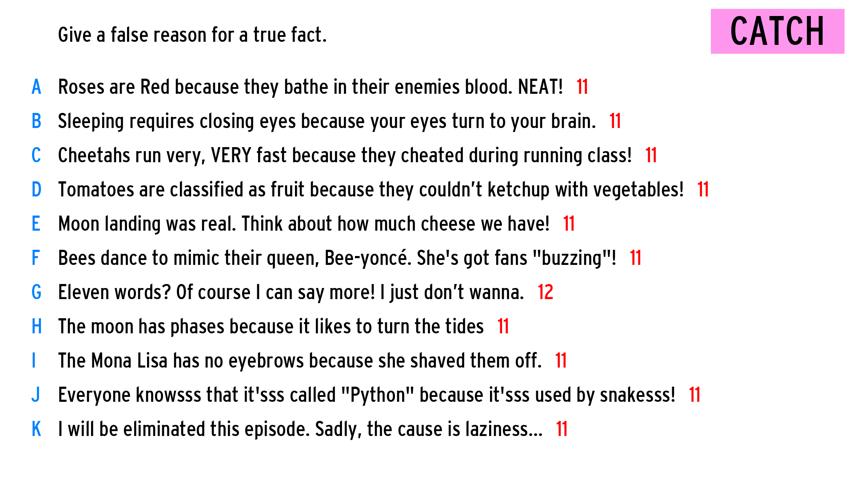 Give a false reason for a true fact.
CATCH
A Roses are Red because they bathe in their enemies blood. NEAT! 11
B Sleeping requires closing eyes because your eyes turn to your brain. 11
C Cheetahs run very, VERY fast because they cheated during running class! 11
D Tomatoes are classified as fruit because they couldn't ketchup with vegetables! 11
E Moon landing was real. Think about how much cheese we have! 11
F Bees dance to mimic their queen, Bee-yoncé. She's got fans "buzzing"! 11
G Eleven words? Of course I can say more! I just don't wanna. 12
H The moon has phases because it likes to turn the tides 11
I The Mona Lisa has no eyebrows because she shaved them off. 11
J Everyone knowsss that it'sss called "Python" because it'sss used by snakesss! 11
K I will be eliminated this episode. Sadly, the cause is laziness... 11